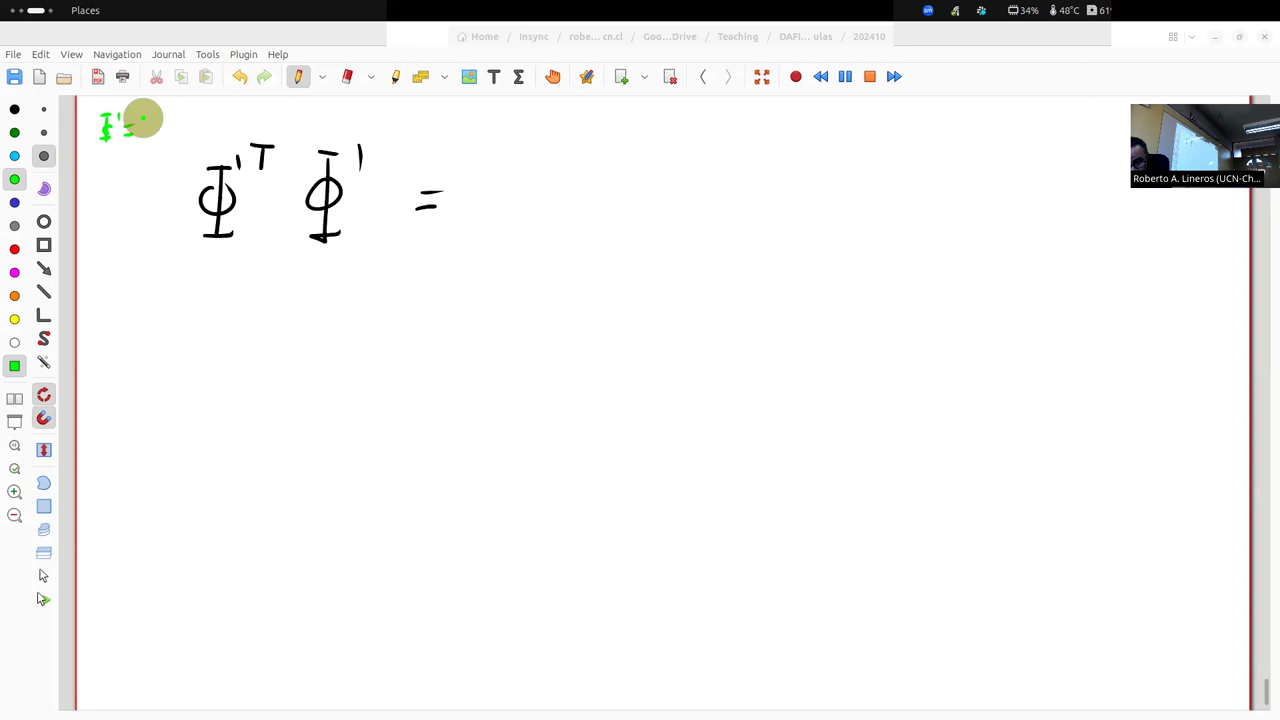 Places
34%
48°C
61
Home
Insync
robe... cn.cl
Goo...Drive
Teaching
DAFI... ulas
202410
File Edit View Navigation Journal Tools Plugin Help
Φ' =
Φ'ᵀ Φ' =
Roberto A. Lineros (UCN-Ch...